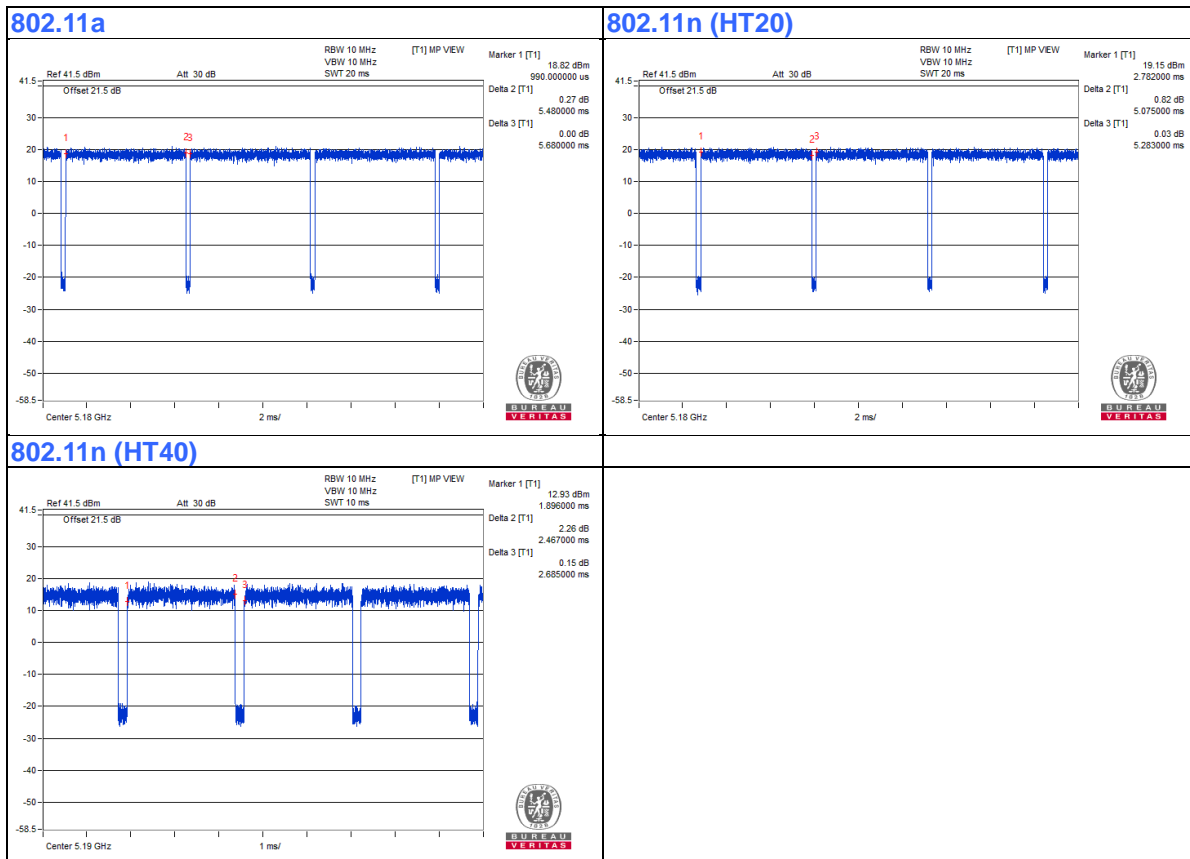 802.11a
RBW 10 MHz [T1] MP VIEW
VBW 10 MHz
Ref 41.5 dBm Att 30 dB SWT 20 ms
Offset 21.5 dB
Marker 1 [T1]
18.82 dBm
990.000000 us
Delta 2 [T1]
0.27 dB
5.480000 ms
Delta 3 [T1]
0.00 dB
5.680000 ms
41.5
30
20
10
0
-10
-20
-30
-40
-50
-58.5
1
2 3
Center 5.18 GHz 2 ms/
BUREAU VERITAS
1828
BUREAU
VERITAS
802.11n (HT20)
RBW 10 MHz [T1] MP VIEW
VBW 10 MHz
Ref 41.5 dBm Att 30 dB SWT 20 ms
Offset 21.5 dB
Marker 1 [T1]
19.15 dBm
2.782000 ms
Delta 2 [T1]
0.82 dB
5.075000 ms
Delta 3 [T1]
0.03 dB
5.283000 ms
41.5
30
20
10
0
-10
-20
-30
-40
-50
-58.5
1
2 3
Center 5.18 GHz 2 ms/
BUREAU VERITAS
1828
BUREAU
VERITAS
802.11n (HT40)
RBW 10 MHz [T1] MP VIEW
VBW 10 MHz
Ref 41.5 dBm Att 30 dB SWT 10 ms
Offset 21.5 dB
Marker 1 [T1]
12.93 dBm
1.896000 ms
Delta 2 [T1]
2.26 dB
2.467000 ms
Delta 3 [T1]
0.15 dB
2.685000 ms
41.5
30
20
10
0
-10
-20
-30
-40
-50
-58.5
1
2 3
Center 5.19 GHz 1 ms/
BUREAU VERITAS
1828
BUREAU
VERITAS